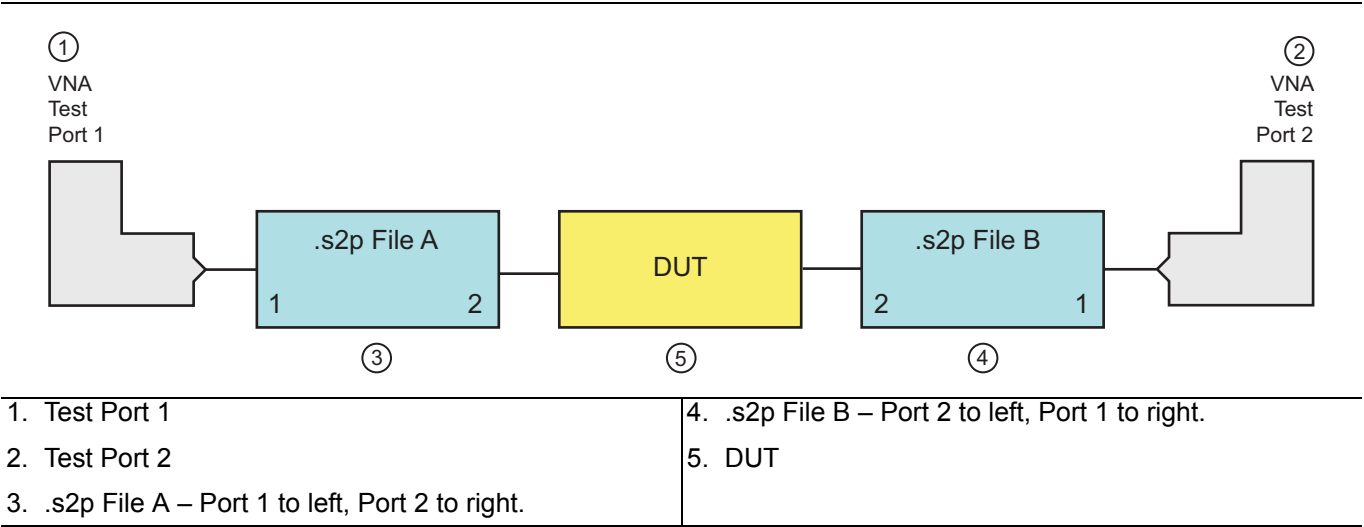 1
VNA
Test
Port 1
2
VNA
Test
Port 2
.s2p File A
1 2
DUT
.s2p File B
2 1
3
5
4
1. Test Port 1
2. Test Port 2
3. .s2p File A – Port 1 to left, Port 2 to right.
4. .s2p File B – Port 2 to left, Port 1 to right.
5. DUT